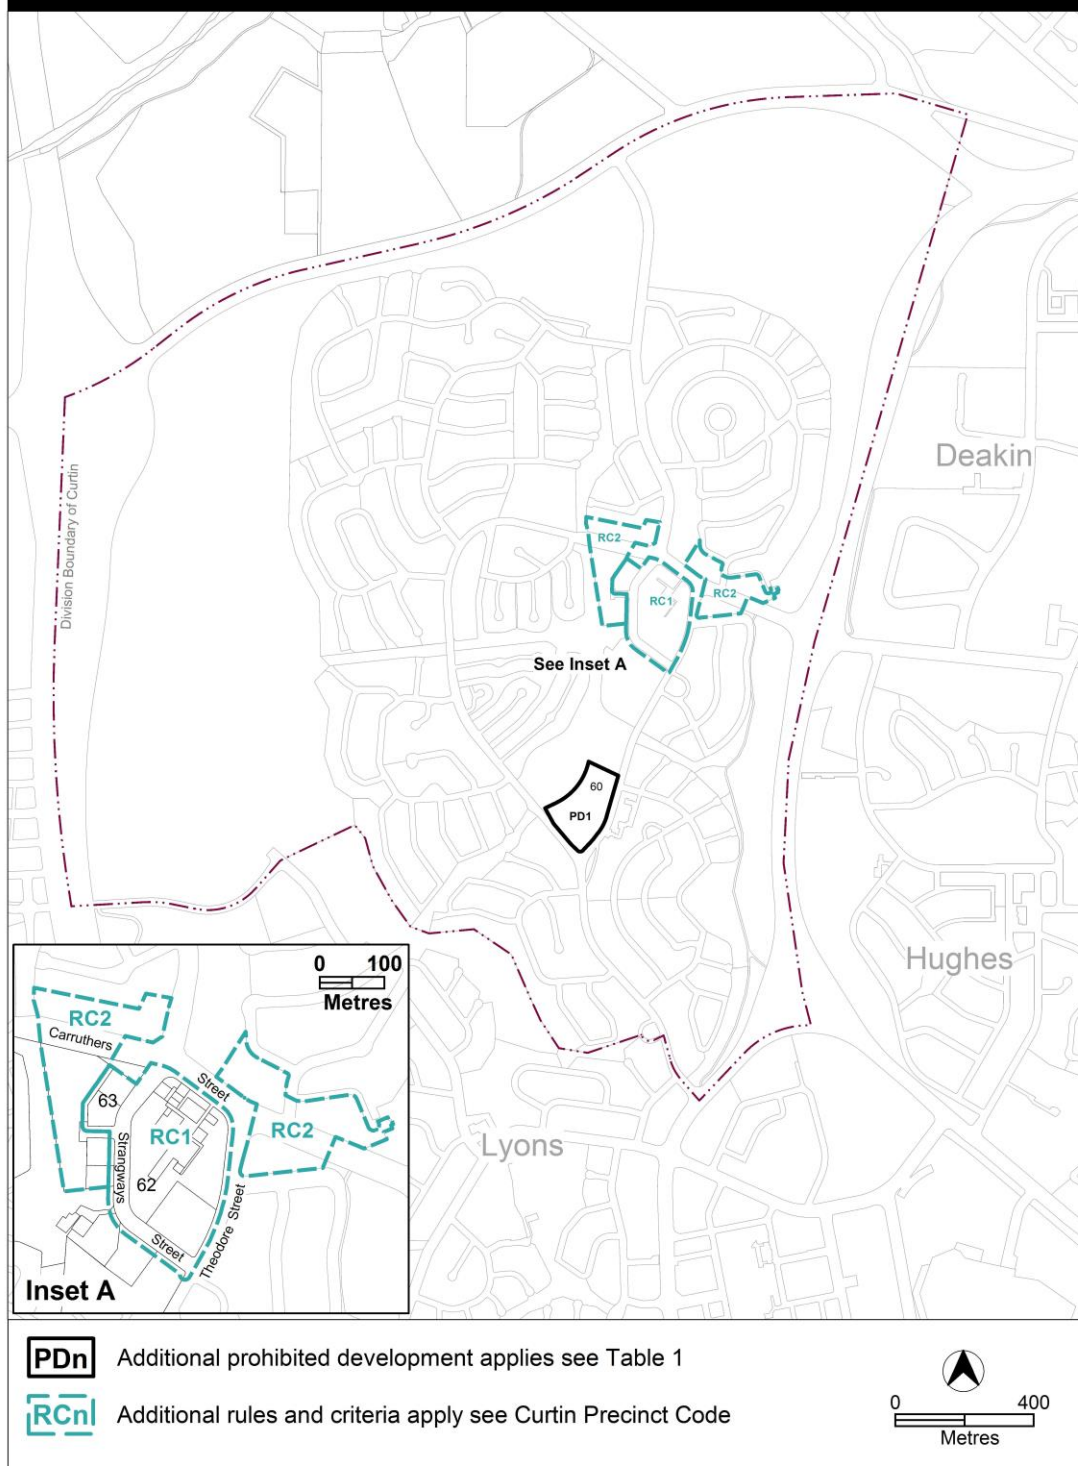 Deakin
Division Boundary of Curtin
RC2
RC1
RC2
See Inset A
60
PD1
Hughes
Lyons
0 100
Metres
RC2
Carruthers
Street
63
RC1
RC2
Strangways
62
Street
Theodore Street
Inset A
PDn Additional prohibited development applies see Table 1
RCn Additional rules and criteria apply see Curtin Precinct Code
0 400
Metres